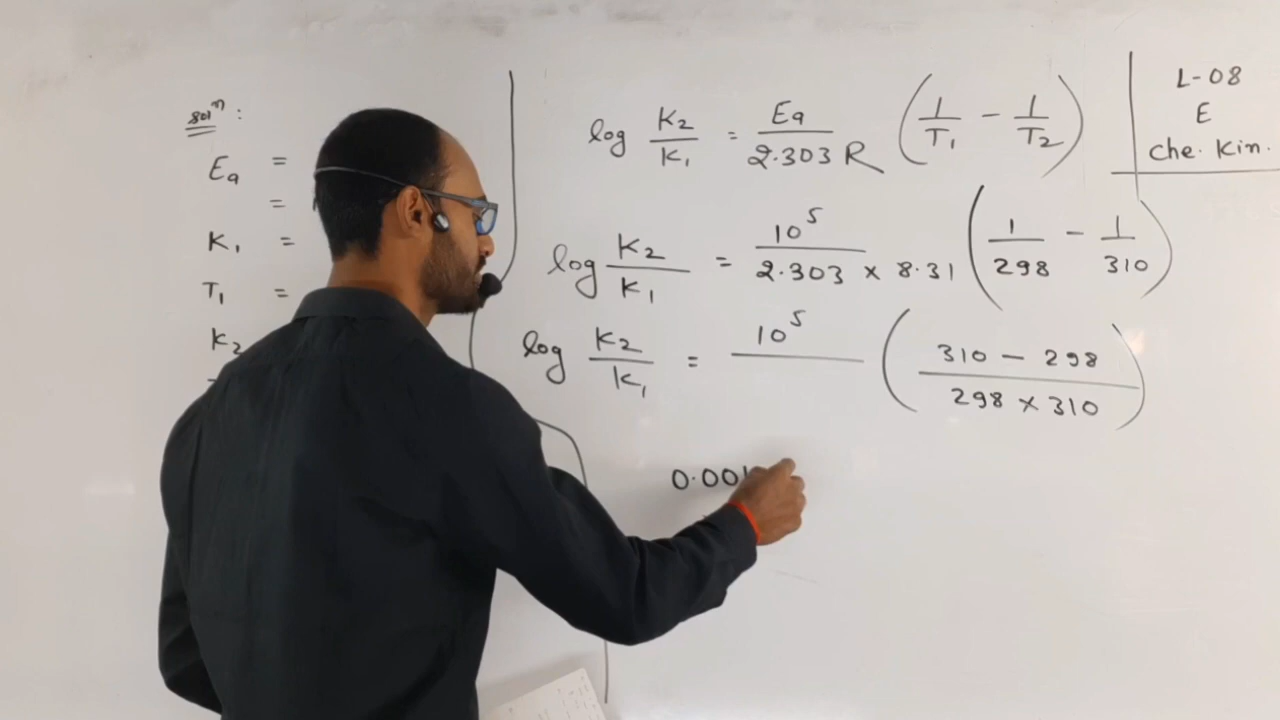 solⁿ :
Ea =
=
K₁ =
T₁ =
K₂
log K₂/K₁ = Ea/2.303 R (1/T₁ − 1/T₂)
log K₂/K₁ = 10⁵/2.303 × 8.31 (1/298 − 1/310)
log K₂/K₁ = 10⁵/ (310 − 298/298 × 310)
0.001
L-08
E
che. Kin.